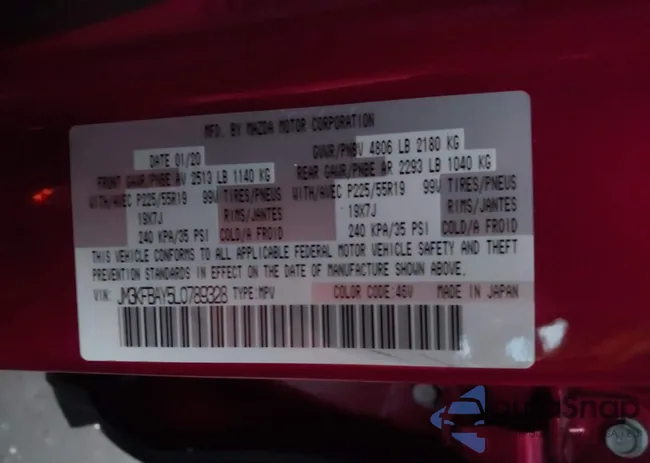 MFD. BY MAZDA MOTOR CORPORATION
DATE 01/20 GVWR/PNBV 4806 LB 2180 KG
FRONT GAWR/PNBE AV 2513 LB 1140 KG REAR GAWR/PNBE AR 2293 LB 1040 KG
WITH/AVEC P225/55R19 99V TIRES/PNEUS WITH/AVEC P225/55R19 99V TIRES/PNEUS
19X7J RIMS/JANTES 19X7J RIMS/JANTES
240 KPA/35 PSI COLD/A FROID 240 KPA/35 PSI COLD/A FROID
THIS VEHICLE CONFORMS TO ALL APPLICABLE FEDERAL MOTOR VEHICLE SAFETY AND THEFT
PREVENTION STANDARDS IN EFFECT ON THE DATE OF MANUFACTURE SHOWN ABOVE.
VIN: JM3KFBAY5L0789328 TYPE:MPV COLOR CODE:46V MADE IN JAPAN